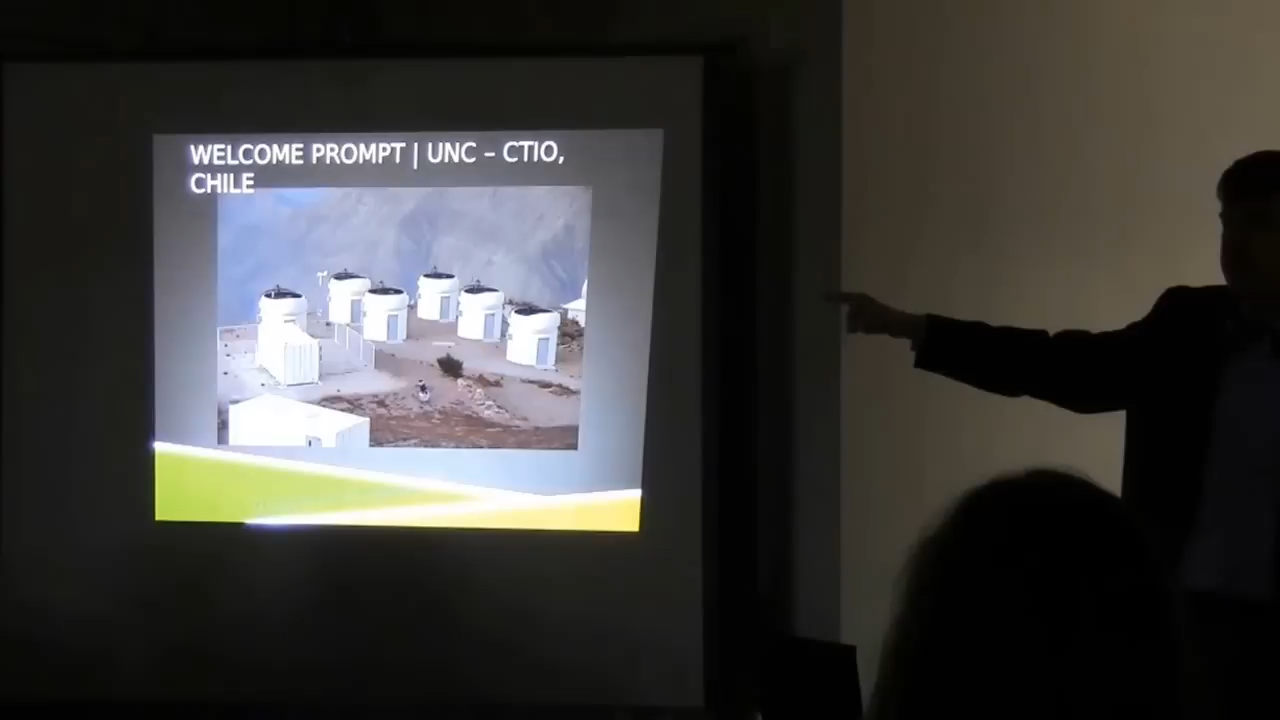 WELCOME PROMPT | UNC – CTIO,
CHILE